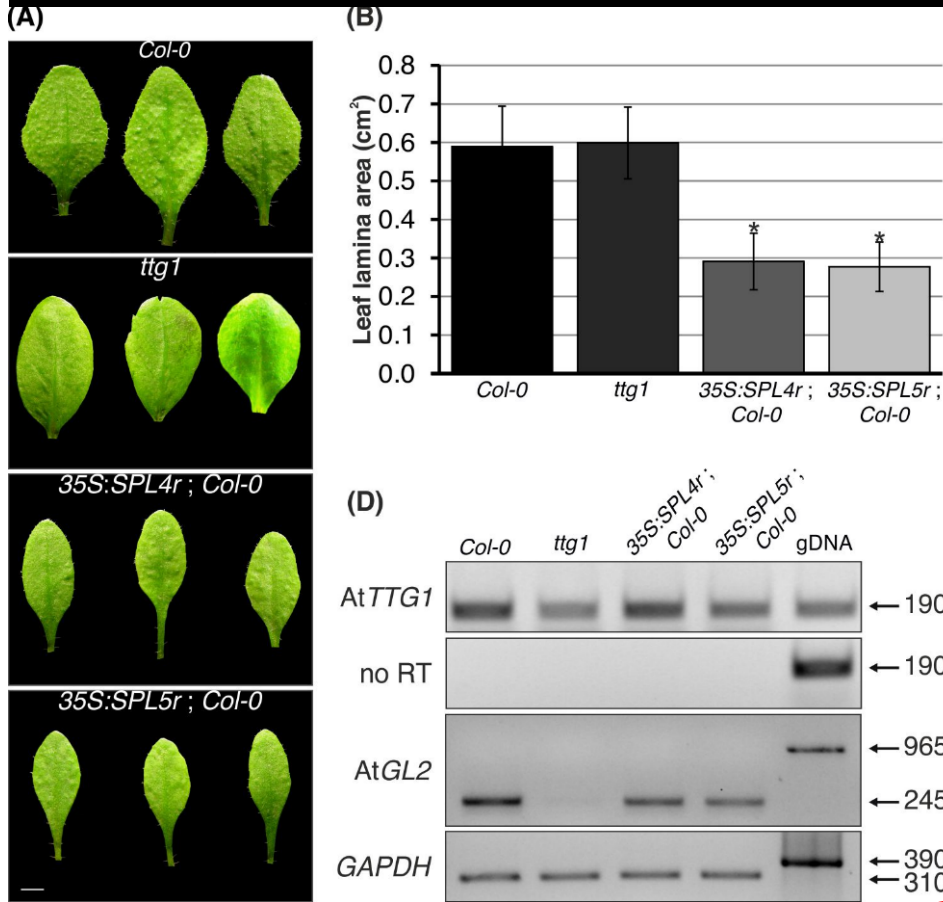 (A)
Col-0
ttg1
35S:SPL4r ; Col-0
35S:SPL5r ; Col-0
(B)
Leaf lamina area (cm²)
0.8
0.7
0.6
0.5
0.4
0.3
0.2
0.1
0.0
*
*
Col-0
ttg1
35S:SPL4r ;
Col-0
35S:SPL5r ;
Col-0
(D)
Col-0
ttg1
35S:SPL4r ;
Col-0
35S:SPL5r ;
Col-0
gDNA
AtTTG1
← 190
no RT
← 190
AtGL2
← 965
← 245
GAPDH
← 390
← 310